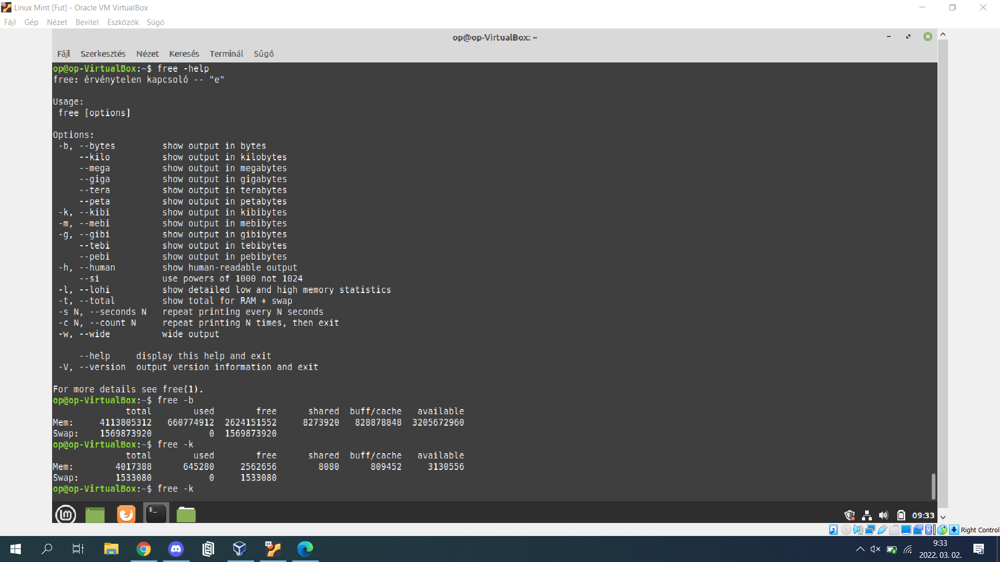 Linux Mint [Fut] - Oracle VM VirtualBox
Fájl Gép Nézet Bevitel Eszközök Súgó
op@op-VirtualBox: ~
Fájl Szerkesztés Nézet Keresés Terminál Súgó
op@op-VirtualBox:~$ free -help
free: érvénytelen kapcsoló -- "e"
Usage:
 free [options]
Options:
 -b, --bytes         show output in bytes
     --kilo          show output in kilobytes
     --mega          show output in megabytes
     --giga          show output in gigabytes
     --tera          show output in terabytes
     --peta          show output in petabytes
 -k, --kibi          show output in kibibytes
 -m, --mebi          show output in mebibytes
 -g, --gibi          show output in gibibytes
     --tebi          show output in tebibytes
     --pebi          show output in pebibytes
 -h, --human         show human-readable output
     --si            use powers of 1000 not 1024
 -l, --lohi          show detailed low and high memory statistics
 -t, --total         show total for RAM + swap
 -s N, --seconds N   repeat printing every N seconds
 -c N, --count N     repeat printing N times, then exit
 -w, --wide          wide output
     --help     display this help and exit
 -V, --version  output version information and exit
For more details see free(1).
op@op-VirtualBox:~$ free -b
              total        used        free      shared  buff/cache   available
Mem:     4113805312   660774912  2624151552     8273920   828878848  3205672960
Swap:    1569873920           0  1569873920
op@op-VirtualBox:~$ free -k
              total        used        free      shared  buff/cache   available
Mem:        4017388      645280     2562656        8080      809452     3130556
Swap:       1533080           0     1533080
op@op-VirtualBox:~$ free -k
09:33
Right Control
9:33
2022. 03. 02.